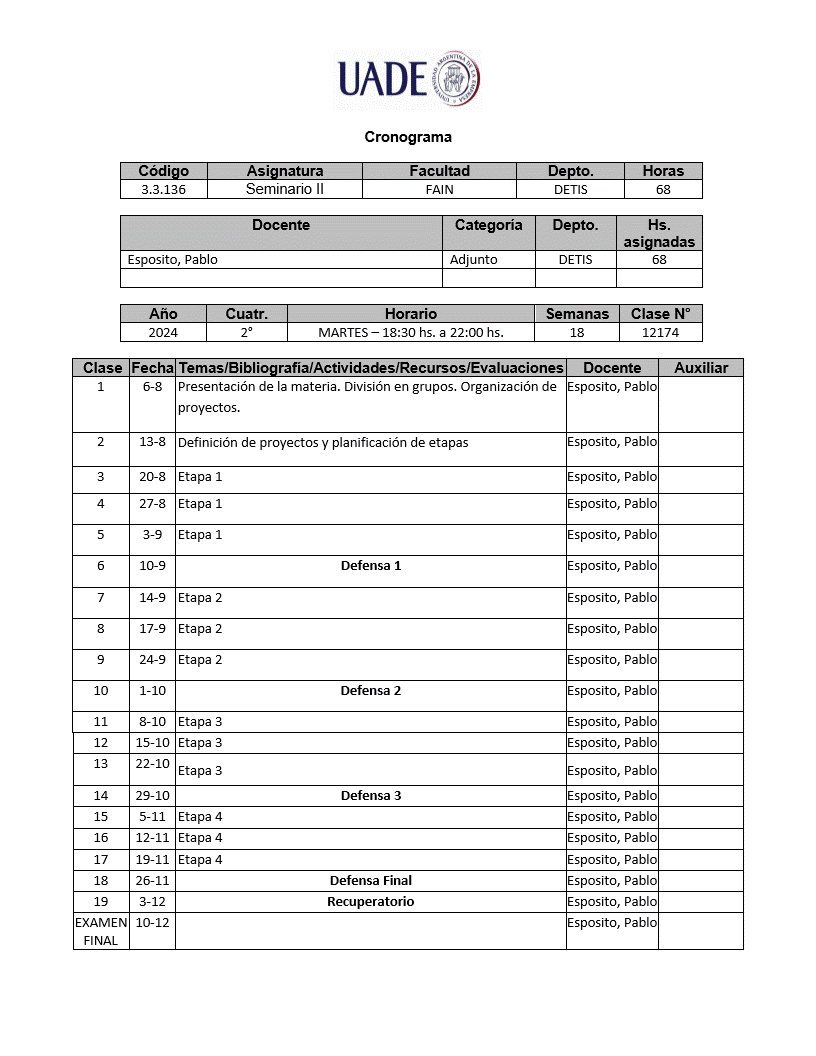 UADE
UNIVERSIDAD ARGENTINA DE LA EMPRESA
Cronograma
Código Asignatura Facultad Depto. Horas
3.3.136 Seminario II FAIN DETIS 68
Docente Categoría Depto. Hs. asignadas
Esposito, Pablo Adjunto DETIS 68
Año Cuatr. Horario Semanas Clase N°
2024 2° MARTES – 18:30 hs. a 22:00 hs. 18 12174
Clase Fecha Temas/Bibliografía/Actividades/Recursos/Evaluaciones Docente Auxiliar
1 6-8 Presentación de la materia. División en grupos. Organización de proyectos. Esposito, Pablo
2 13-8 Definición de proyectos y planificación de etapas Esposito, Pablo
3 20-8 Etapa 1 Esposito, Pablo
4 27-8 Etapa 1 Esposito, Pablo
5 3-9 Etapa 1 Esposito, Pablo
6 10-9 Defensa 1 Esposito, Pablo
7 14-9 Etapa 2 Esposito, Pablo
8 17-9 Etapa 2 Esposito, Pablo
9 24-9 Etapa 2 Esposito, Pablo
10 1-10 Defensa 2 Esposito, Pablo
11 8-10 Etapa 3 Esposito, Pablo
12 15-10 Etapa 3 Esposito, Pablo
13 22-10 Etapa 3 Esposito, Pablo
14 29-10 Defensa 3 Esposito, Pablo
15 5-11 Etapa 4 Esposito, Pablo
16 12-11 Etapa 4 Esposito, Pablo
17 19-11 Etapa 4 Esposito, Pablo
18 26-11 Defensa Final Esposito, Pablo
19 3-12 Recuperatorio Esposito, Pablo
EXAMEN FINAL 10-12 Esposito, Pablo